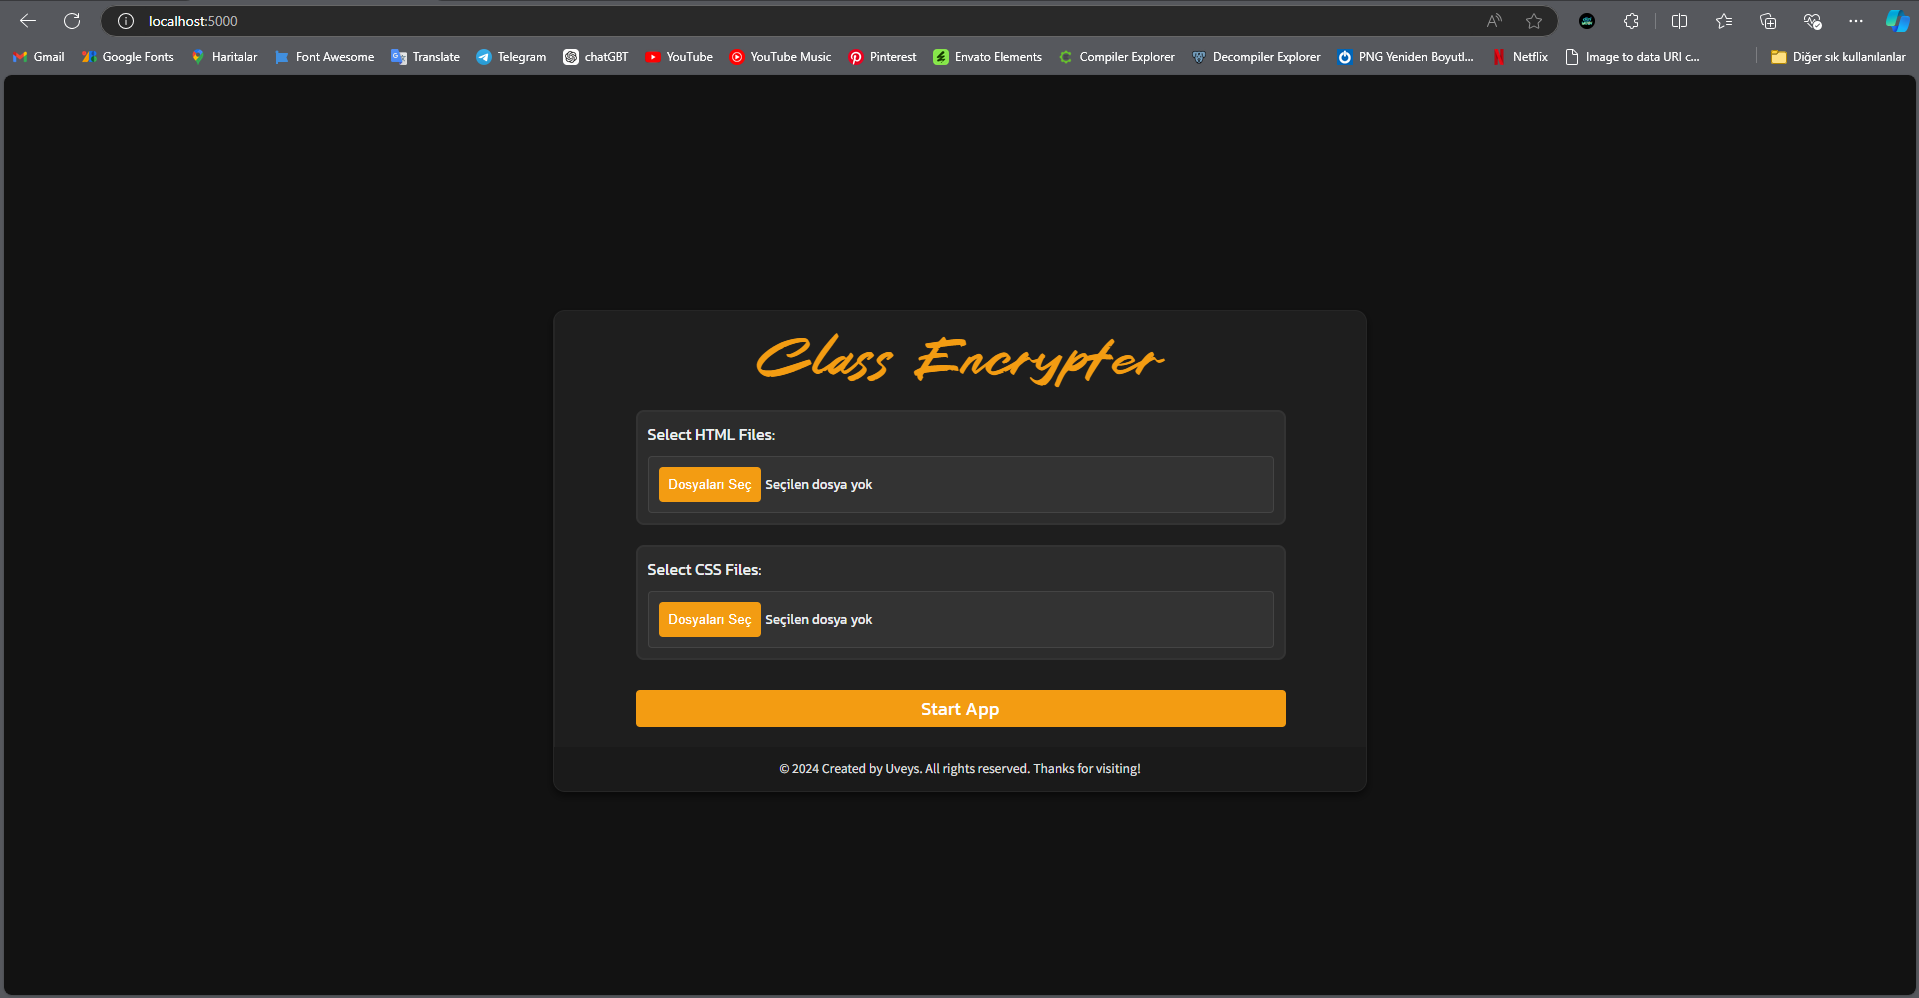 localhost:5000
Gmail Google Fonts Haritalar Font Awesome Translate Telegram chatGBT YouTube YouTube Music Pinterest Envato Elements Compiler Explorer Decompiler Explorer PNG Yeniden Boyutl... Netflix Image to data URI c... Diğer sık kullanılanlar
Class Encrypter
Select HTML Files:
Dosyaları Seç Seçilen dosya yok
Select CSS Files:
Dosyaları Seç Seçilen dosya yok
Start App
© 2024 Created by Uveys. All rights reserved. Thanks for visiting!